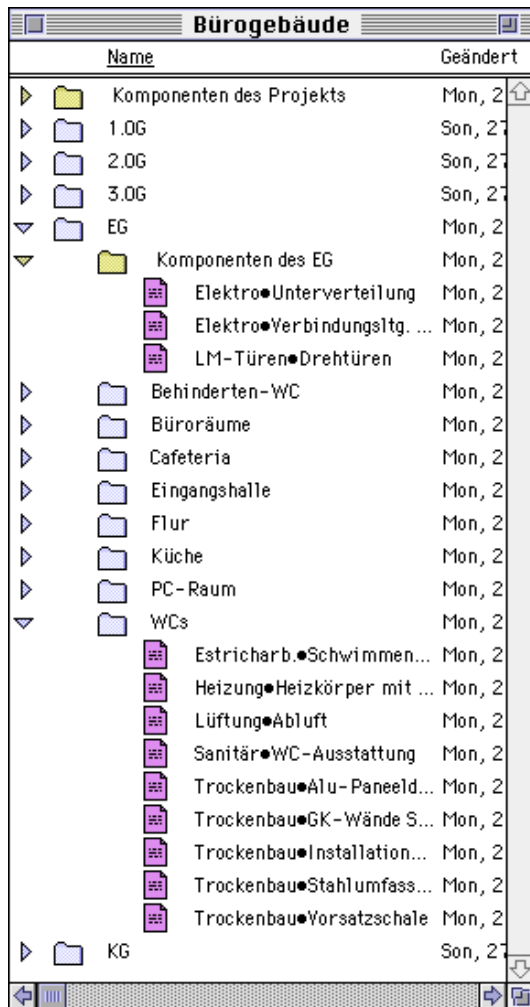 Bürogebäude
Name Geändert
Komponenten des Projekts Mon, 2
1.OG Son, 27
2.OG Son, 27
3.OG Son, 27
EG Mon, 2
Komponenten des EG Mon, 2
Elektro●Unterverteilung Mon, 2
Elektro●Verbindungsltg. ... Mon, 2
LM-Türen●Drehtüren Mon, 2
Behinderten-WC Mon, 2
Büroräume Mon, 2
Cafeteria Mon, 2
Eingangshalle Mon, 2
Flur Mon, 2
Küche Mon, 2
PC-Raum Mon, 2
WCs Mon, 2
Estricharb.●Schwimmen... Mon, 2
Heizung●Heizkörper mit ... Mon, 2
Lüftung●Abluft Mon, 2
Sanitär●WC-Ausstattung Mon, 2
Trockenbau●Alu-Paneeld... Mon, 2
Trockenbau●GK-Wände S... Mon, 2
Trockenbau●Installation... Mon, 2
Trockenbau●Stahlumfass... Mon, 2
Trockenbau●Vorsatzschale Mon, 2
KG Son, 27